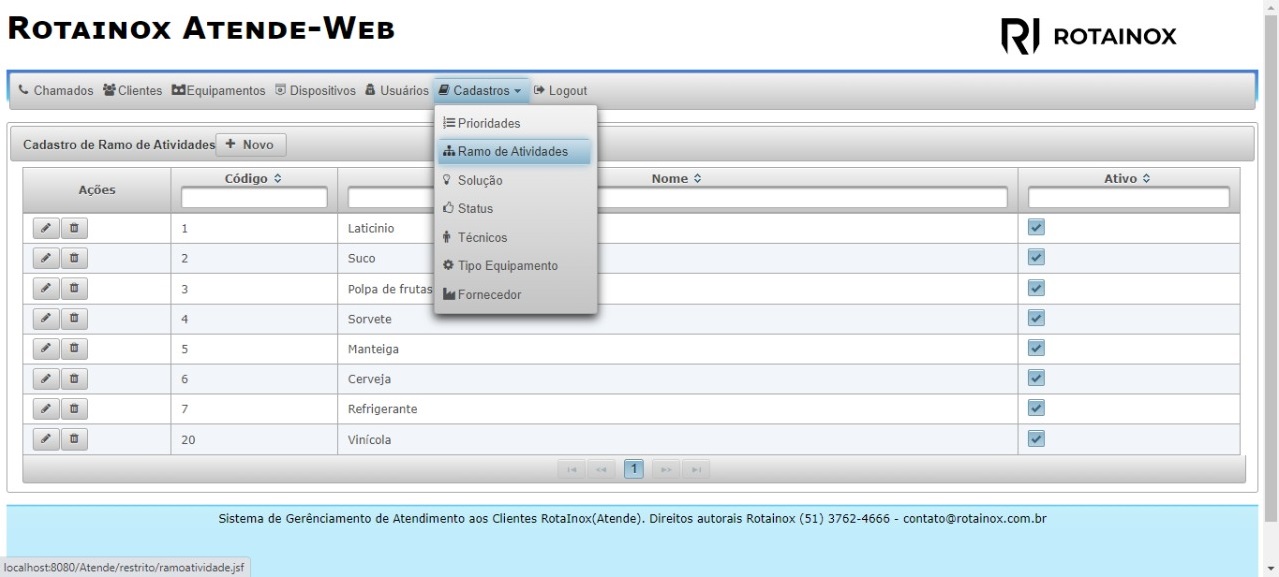 ROTAINOX ATENDE-WEB
RI ROTAINOX
Chamados Clientes Equipamentos Dispositivos Usuários Cadastros Logout
Prioridades
Ramo de Atividades
Solução
Status
Técnicos
Tipo Equipamento
Fornecedor
Cadastro de Ramo de Atividades + Novo
Ações Código Nome Ativo
1 Laticinio
2 Suco
3 Polpa de frutas
4 Sorvete
5 Manteiga
6 Cerveja
7 Refrigerante
20 Vinícola
1
Sistema de Gerênciamento de Atendimento aos Clientes RotaInox(Atende). Direitos autorais Rotainox (51) 3762-4666 - contato@rotainox.com.br
localhost:8080/Atende/restrito/ramoatividade.jsf